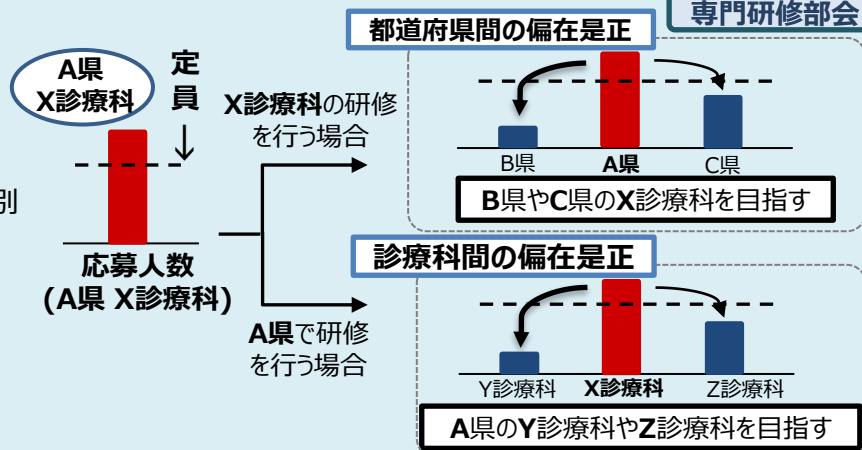 専門研修部会
都道府県間の偏在是正
A県
X診療科
定員
X診療科の研修
を行う場合
B県
A県
C県
B県やC県のX診療科を目指す
別
応募人数
(A県 X診療科)
診療科間の偏在是正
A県で研修
を行う場合
Y診療科
X診療科
Z診療科
A県のY診療科やZ診療科を目指す